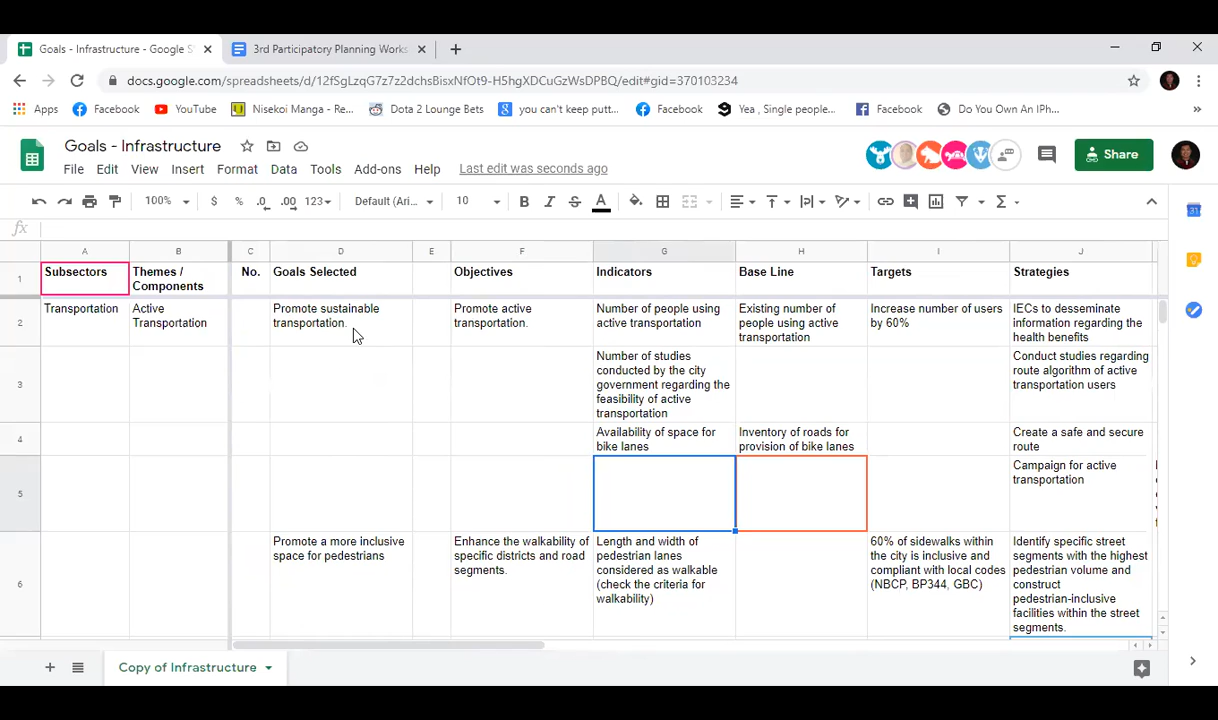 Goals - Infrastructure - Google S
3rd Participatory Planning Works
docs.google.com/spreadsheets/d/12fSgLzqG7z7z2dchsBisxNfOt9-H5hgXDCuGzWsDPBQ/edit#gid=370103234
Apps
Facebook
YouTube
Nisekoi Manga - Re...
Dota 2 Lounge Bets
you can't keep putt...
Facebook
Yea , Single people...
Facebook
Do You Own An IPh...
»
Goals - Infrastructure
File Edit View Insert Format Data Tools Add-ons Help Last edit was seconds ago
Share
100% $ % .0 .00 123 Default (Ari... 10 B I S A
fx
A B C D E F G H I J
1
Subsectors
Themes /
Components
No.
Goals Selected
Objectives
Indicators
Base Line
Targets
Strategies
2
Transportation
Active
Transportation
Promote sustainable
transportation.
Promote active
transportation.
Number of people using
active transportation
Existing number of
people using active
transportation
Increase number of users
by 60%
IECs to desseminate
information regarding the
health benefits
3
Number of studies
conducted by the city
government regarding the
feasibility of active
transportation
Conduct studies regarding
route algorithm of active
transportation users
4
Availability of space for
bike lanes
Inventory of roads for
provision of bike lanes
Create a safe and secure
route
5
Campaign for active
transportation
6
Promote a more inclusive
space for pedestrians
Enhance the walkability of
specific districts and road
segments.
Length and width of
pedestrian lanes
considered as walkable
(check the criteria for
walkability)
60% of sidewalks within
the city is inclusive and
compliant with local codes
(NBCP, BP344, GBC)
Identify specific street
segments with the highest
pedestrian volume and
construct
pedestrian-inclusive
facilities within the street
segments.
Copy of Infrastructure